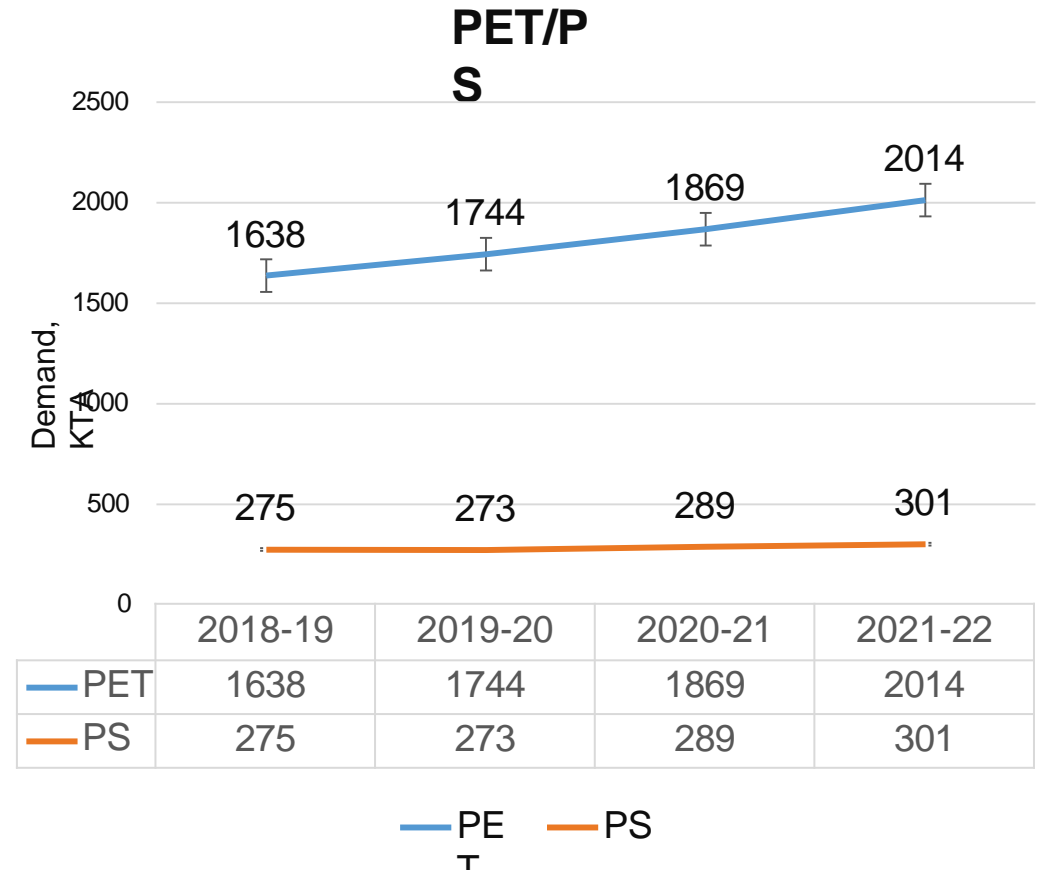 PET/P
S
2500
2014
2000
1869
1744
1638
1500
Demand,
KTA
1000
500
275
273
289
301
0
2018-19 2019-20 2020-21 2021-22
PET 1638 1744 1869 2014
PS 275 273 289 301
PE
T
PS